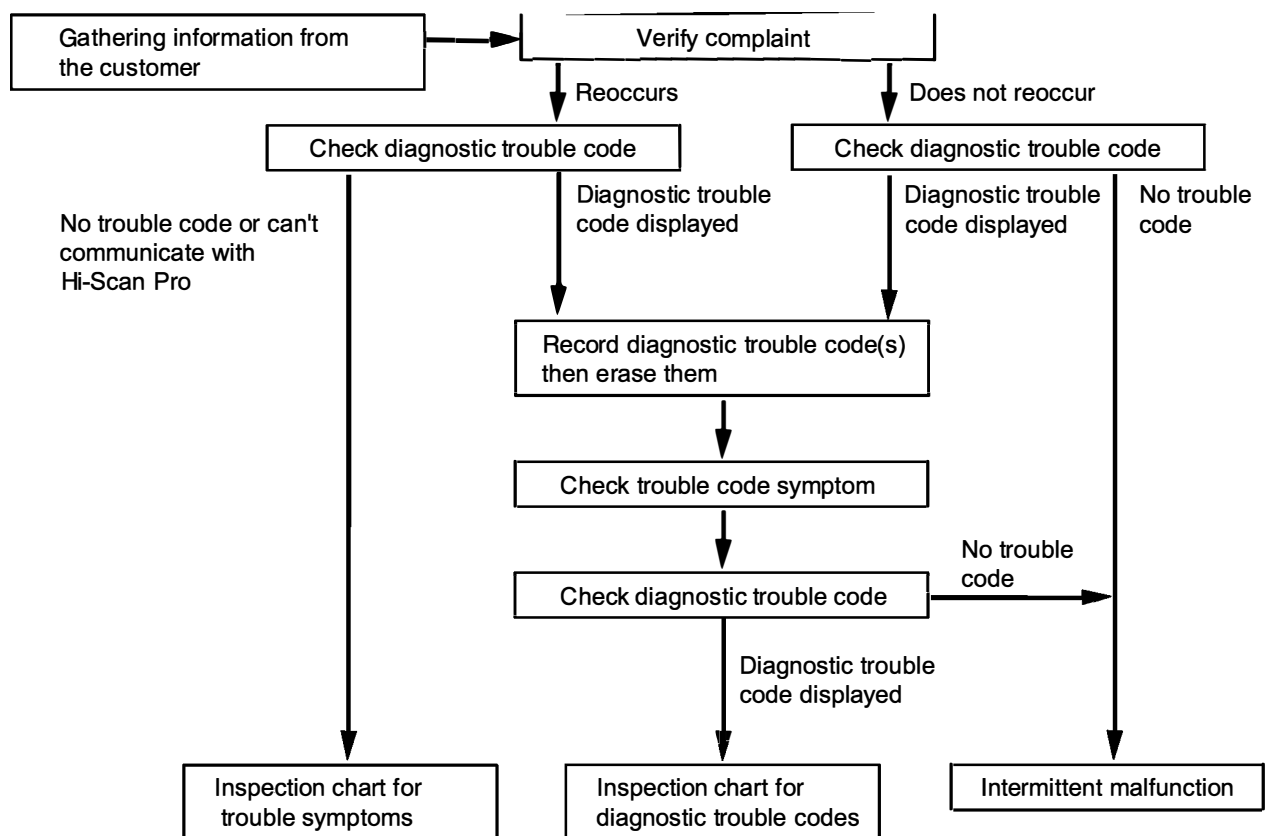 Gathering information from
the customer
Verify complaint
Reoccurs
Does not reoccur
Check diagnostic trouble code
Check diagnostic trouble code
No trouble code or can't
communicate with
Hi-Scan Pro
Diagnostic trouble
code displayed
Diagnostic trouble
code displayed
No trouble
code
Record diagnostic trouble code(s)
then erase them
Check trouble code symptom
Check diagnostic trouble code
No trouble
code
Diagnostic trouble
code displayed
Inspection chart for
trouble symptoms
Inspection chart for
diagnostic trouble codes
Intermittent malfunction